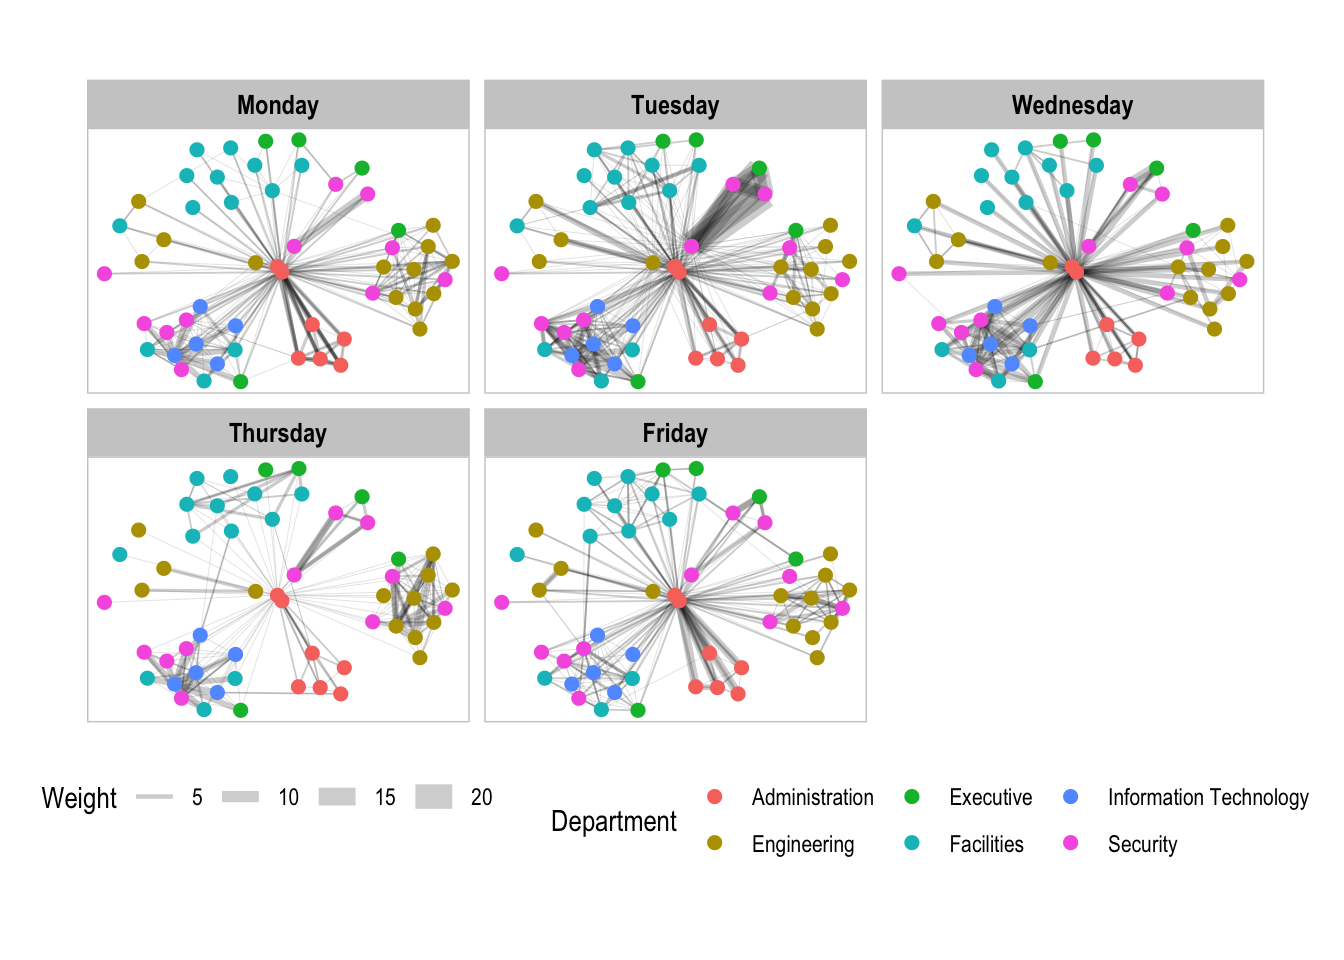 Monday
Tuesday
Wednesday
Thursday
Friday
Weight 5 10 15 20
Department
Administration Executive Information Technology
Engineering Facilities Security